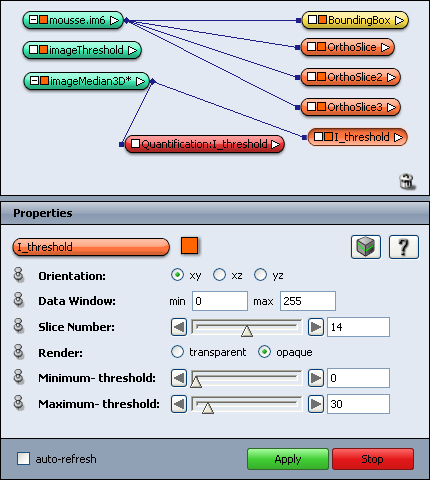 mousse.im6
BoundingBox
imageThreshold
OrthoSlice
imageMedian3D*
OrthoSlice2
OrthoSlice3
Quantification:I_threshold
I_threshold
Properties
I_threshold
?
Orientation: xy xz yz
Data Window: min 0 max 255
Slice Number: 14
Render: transparent opaque
Minimum- threshold: 0
Maximum- threshold: 30
auto-refresh Apply Stop